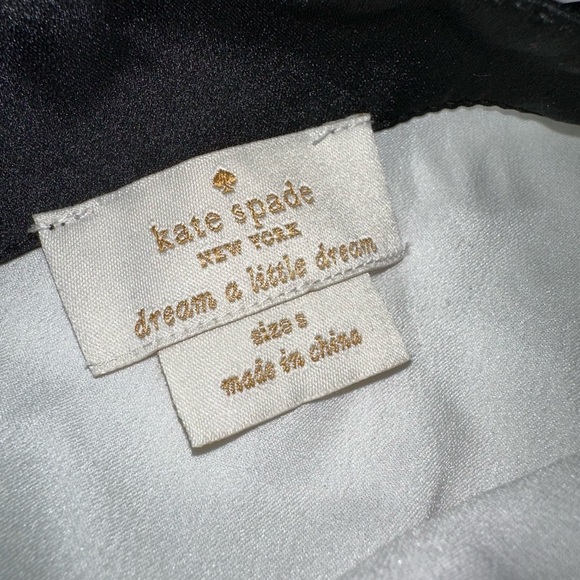 kate spade
NEW YORK
dream a little dream
size s
made in china